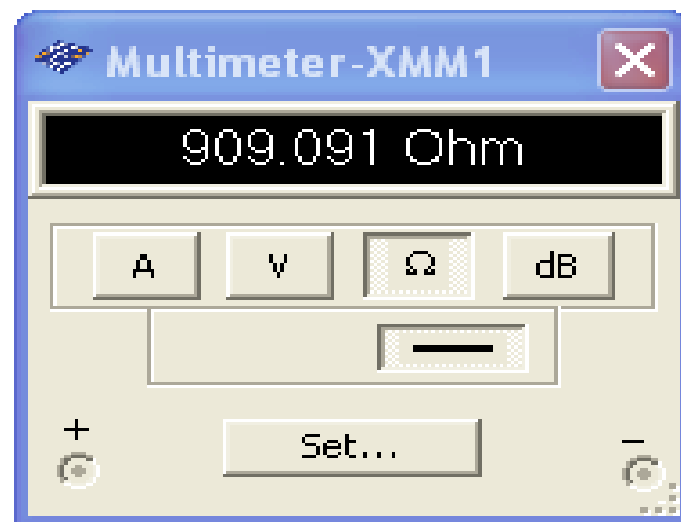 Multimeter-XMM1
909.091 Ohm
A V Ω dB
+ Set... −